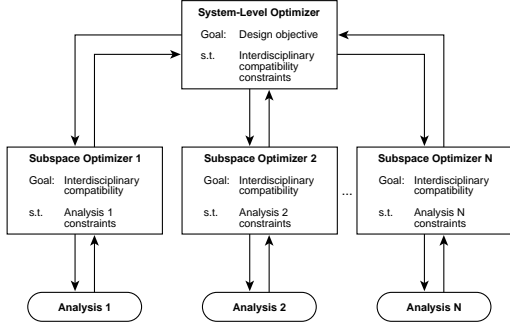 System-Level Optimizer
Goal: Design objective
s.t. Interdisciplinary
compatibility
constraints
Subspace Optimizer 1
Goal: Interdisciplinary
compatibility
s.t. Analysis 1
constraints
Subspace Optimizer 2
Goal: Interdisciplinary
compatibility
s.t. Analysis 2
constraints
...
Subspace Optimizer N
Goal: Interdisciplinary
compatibility
s.t. Analysis N
constraints
Analysis 1
Analysis 2
Analysis N